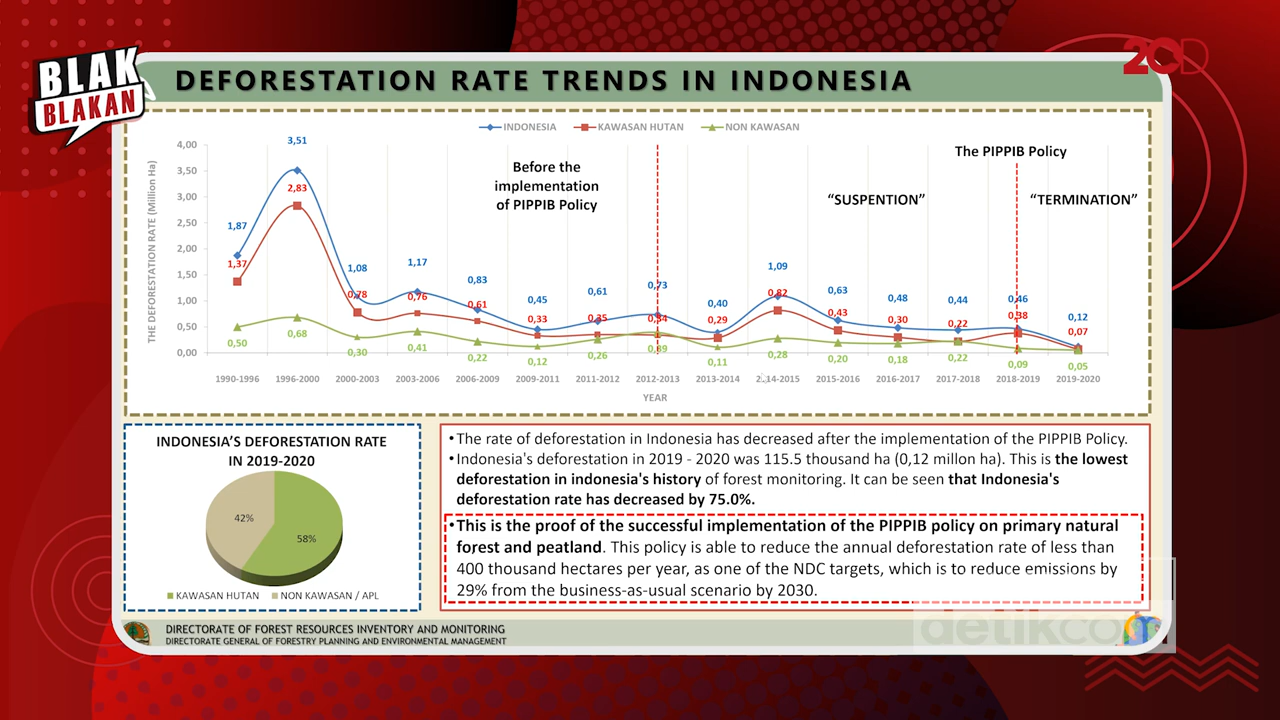 BLAK
BLAKAN
20D
DEFORESTATION RATE TRENDS IN INDONESIA
INDONESIA KAWASAN HUTAN NON KAWASAN
THE DEFORESTATION RATE (Million Ha)
4,00
3,50
3,00
2,50
2,00
1,50
1,00
0,50
0,00
Before the
implementation
of PIPPIB Policy
The PIPPIB Policy
“SUSPENTION”
“TERMINATION”
1,87 3,51 1,08 1,17 0,83 0,45 0,61 0,73 0,40 1,09 0,63 0,48 0,44 0,46 0,12
1,37 2,83 0,78 0,76 0,61 0,33 0,35 0,34 0,29 0,82 0,43 0,30 0,22 0,38 0,07
0,50 0,68 0,30 0,41 0,22 0,12 0,26 0,39 0,11 0,28 0,20 0,18 0,22 0,09 0,05
1990-1996 1996-2000 2000-2003 2003-2006 2006-2009 2009-2011 2011-2012 2012-2013 2013-2014 2014-2015 2015-2016 2016-2017 2017-2018 2018-2019 2019-2020
YEAR
INDONESIA'S DEFORESTATION RATE
IN 2019-2020
42%
58%
KAWASAN HUTAN NON KAWASAN / APL
•The rate of deforestation in Indonesia has decreased after the implementation of the PIPPIB Policy.
•Indonesia's deforestation in 2019 - 2020 was 115.5 thousand ha (0,12 millon ha). This is the lowest
deforestation in indonesia's history of forest monitoring. It can be seen that Indonesia's
deforestation rate has decreased by 75.0%.
•This is the proof of the successful implementation of the PIPPIB policy on primary natural
forest and peatland. This policy is able to reduce the annual deforestation rate of less than
400 thousand hectares per year, as one of the NDC targets, which is to reduce emissions by
29% from the business-as-usual scenario by 2030.
DIRECTORATE OF FOREST RESOURCES INVENTORY AND MONITORING
DIRECTORATE GENERAL OF FORESTRY PLANNING AND ENVIRONMENTAL MANAGEMENT
detikcom